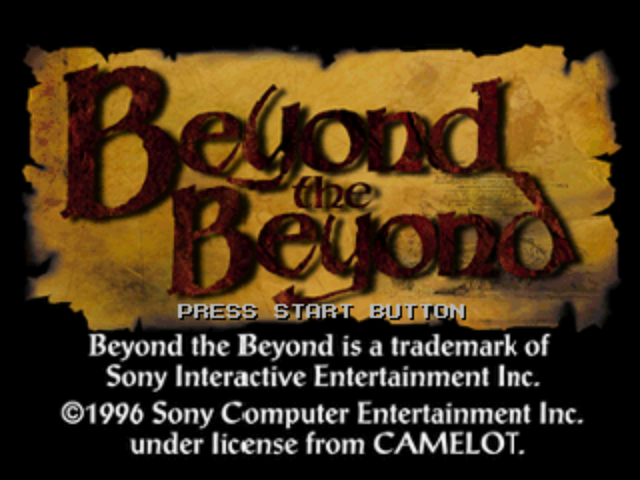 Beyond
the
Beyond
PRESS START BUTTON
Beyond the Beyond is a trademark of
Sony Interactive Entertainment Inc.
©1996 Sony Computer Entertainment Inc.
under license from CAMELOT.